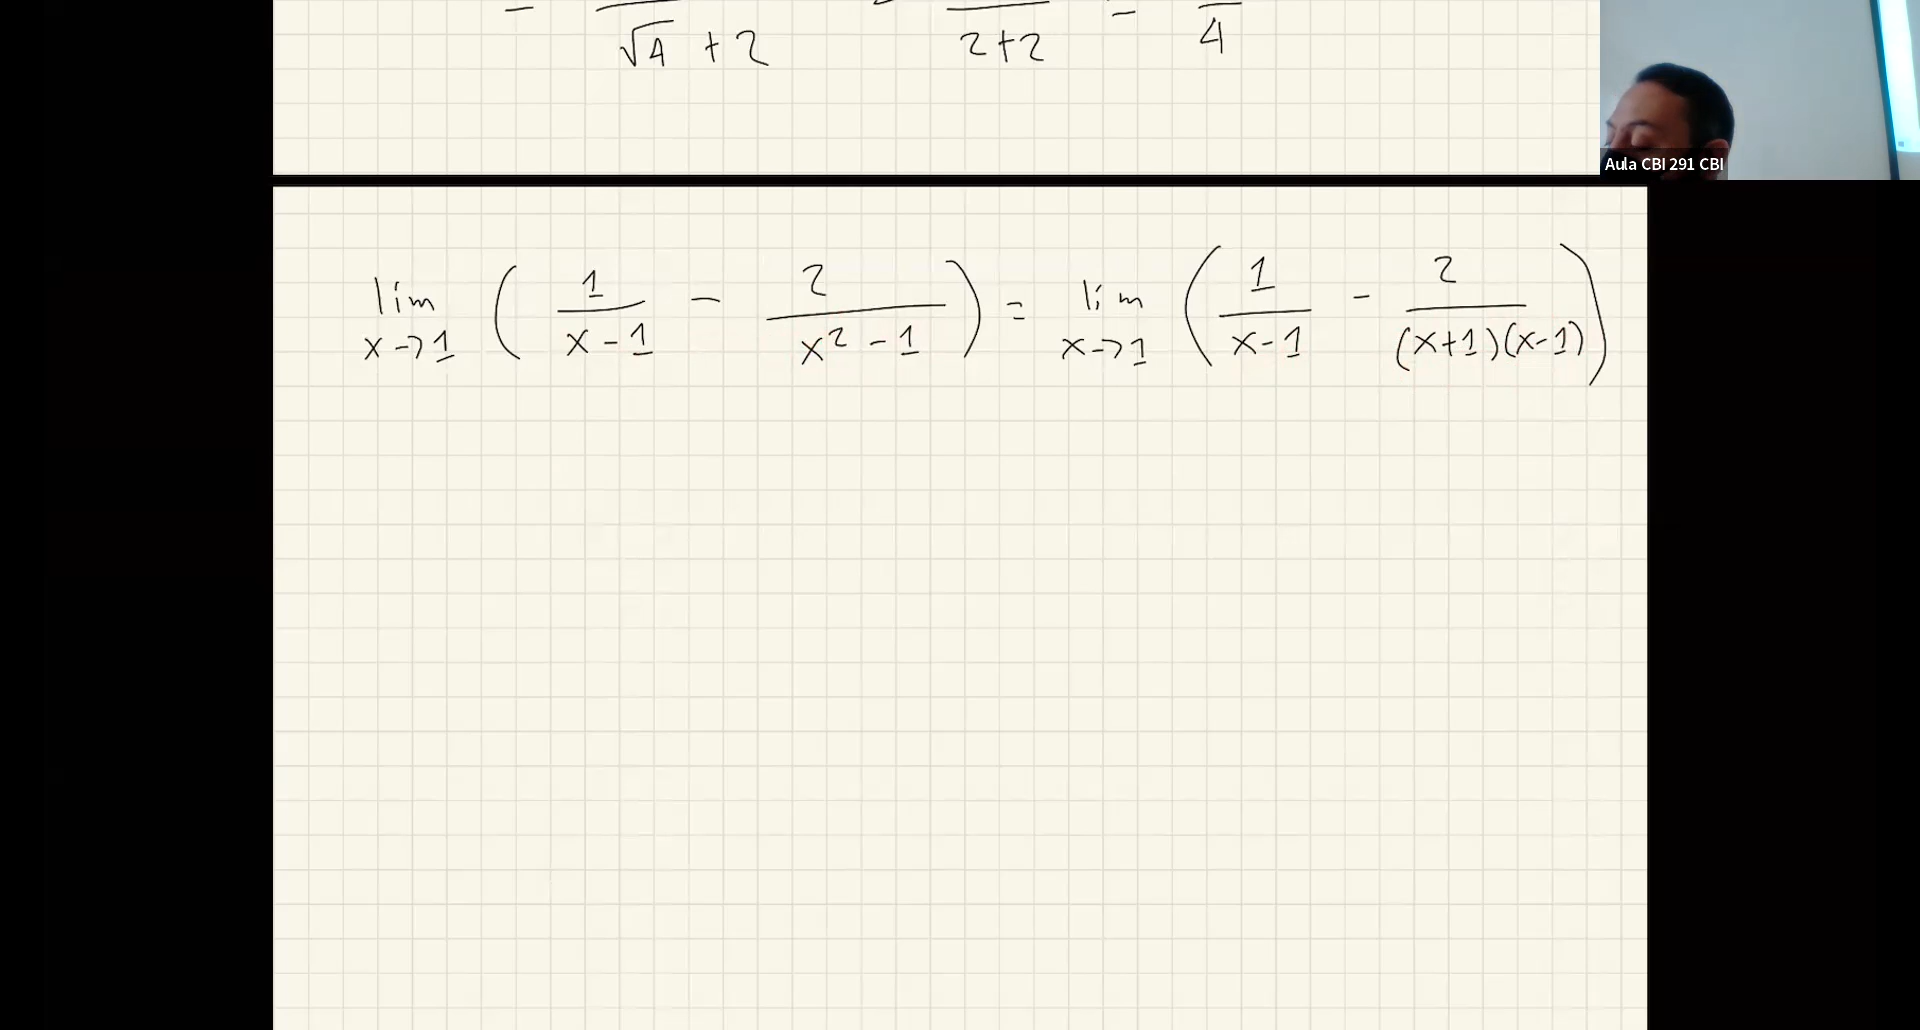 = ──── = ──── = ──
√4 + 2 2+2 4
Aula CBI 291 CBI
lim x→1 ( 1/(x-1) - 2/(x² - 1) ) = lim x→1 ( 1/(x-1) - 2/((x+1)(x-1)) )